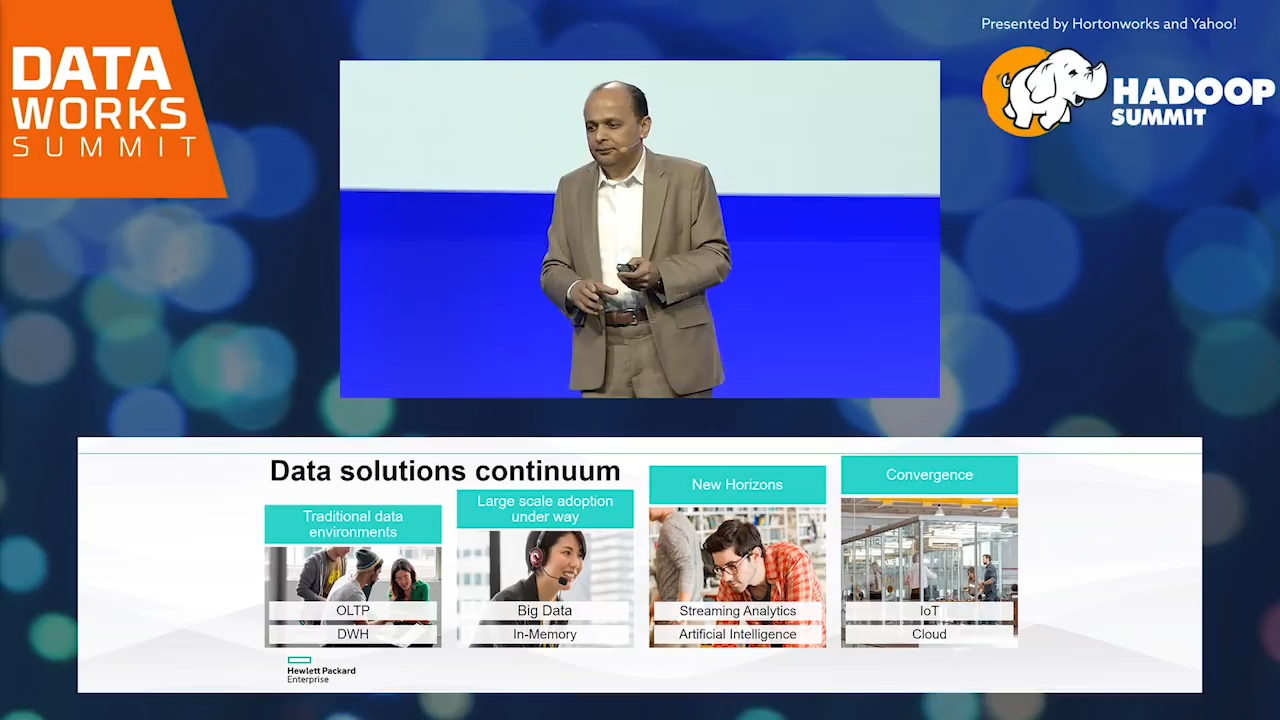 DATA
WORKS
SUMMIT
Presented by Hortonworks and Yahoo!
HADOOP
SUMMIT
Data solutions continuum
Traditional data
environments
OLTP
DWH
Large scale adoption
under way
Big Data
In-Memory
New Horizons
Streaming Analytics
Artificial Intelligence
Convergence
IoT
Cloud
Hewlett Packard
Enterprise